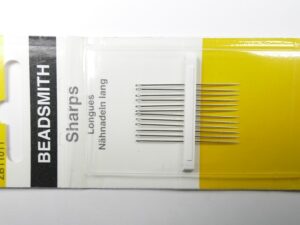 BEADSMITH
Sharps
Longues
Nähnadeln lang